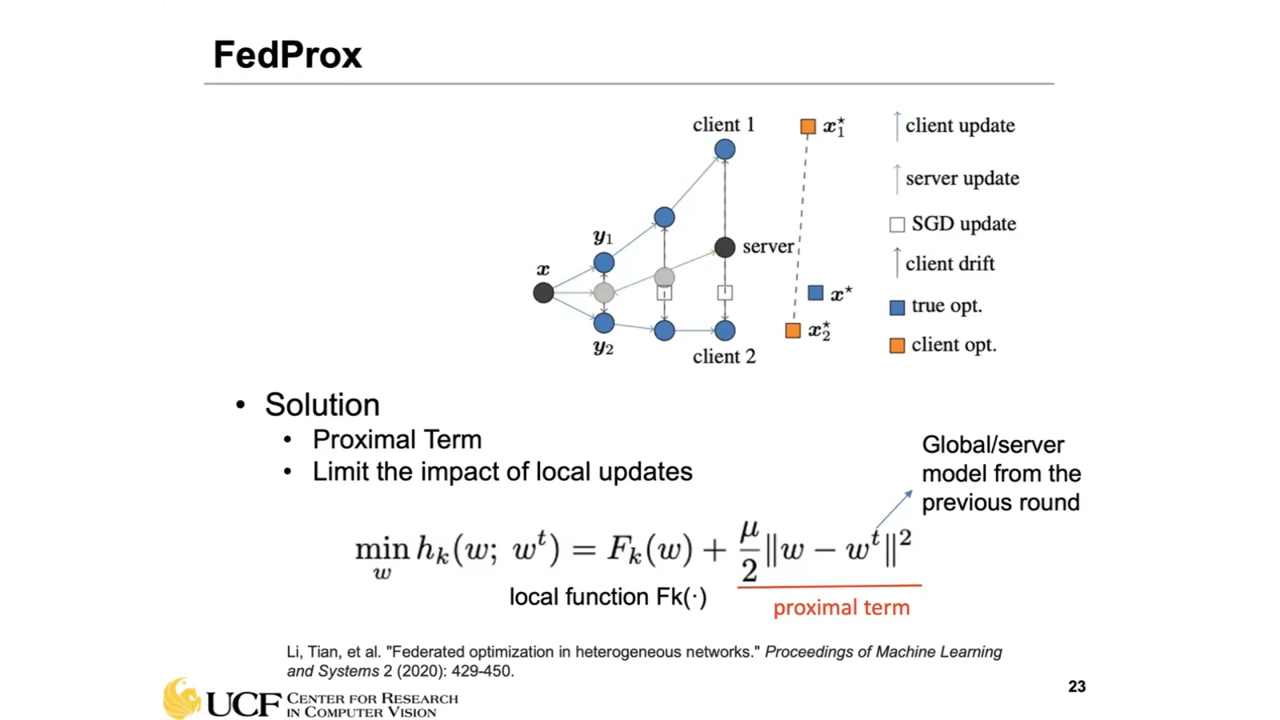 FedProx
client 1
x₁*
client update
server update
y₁
SGD update
server
x
client drift
x*
true opt.
x₂*
y₂
client 2
client opt.
• Solution
• Proximal Term
• Limit the impact of local updates
Global/server
model from the
previous round
min_w h_k(w; w^t) = F_k(w) + μ/2 ||w − w^t||²
local function Fk(·)
proximal term
Li, Tian, et al. "Federated optimization in heterogeneous networks." Proceedings of Machine Learning
and Systems 2 (2020): 429-450.
23
UCF CENTER FOR RESEARCH
IN COMPUTER VISION